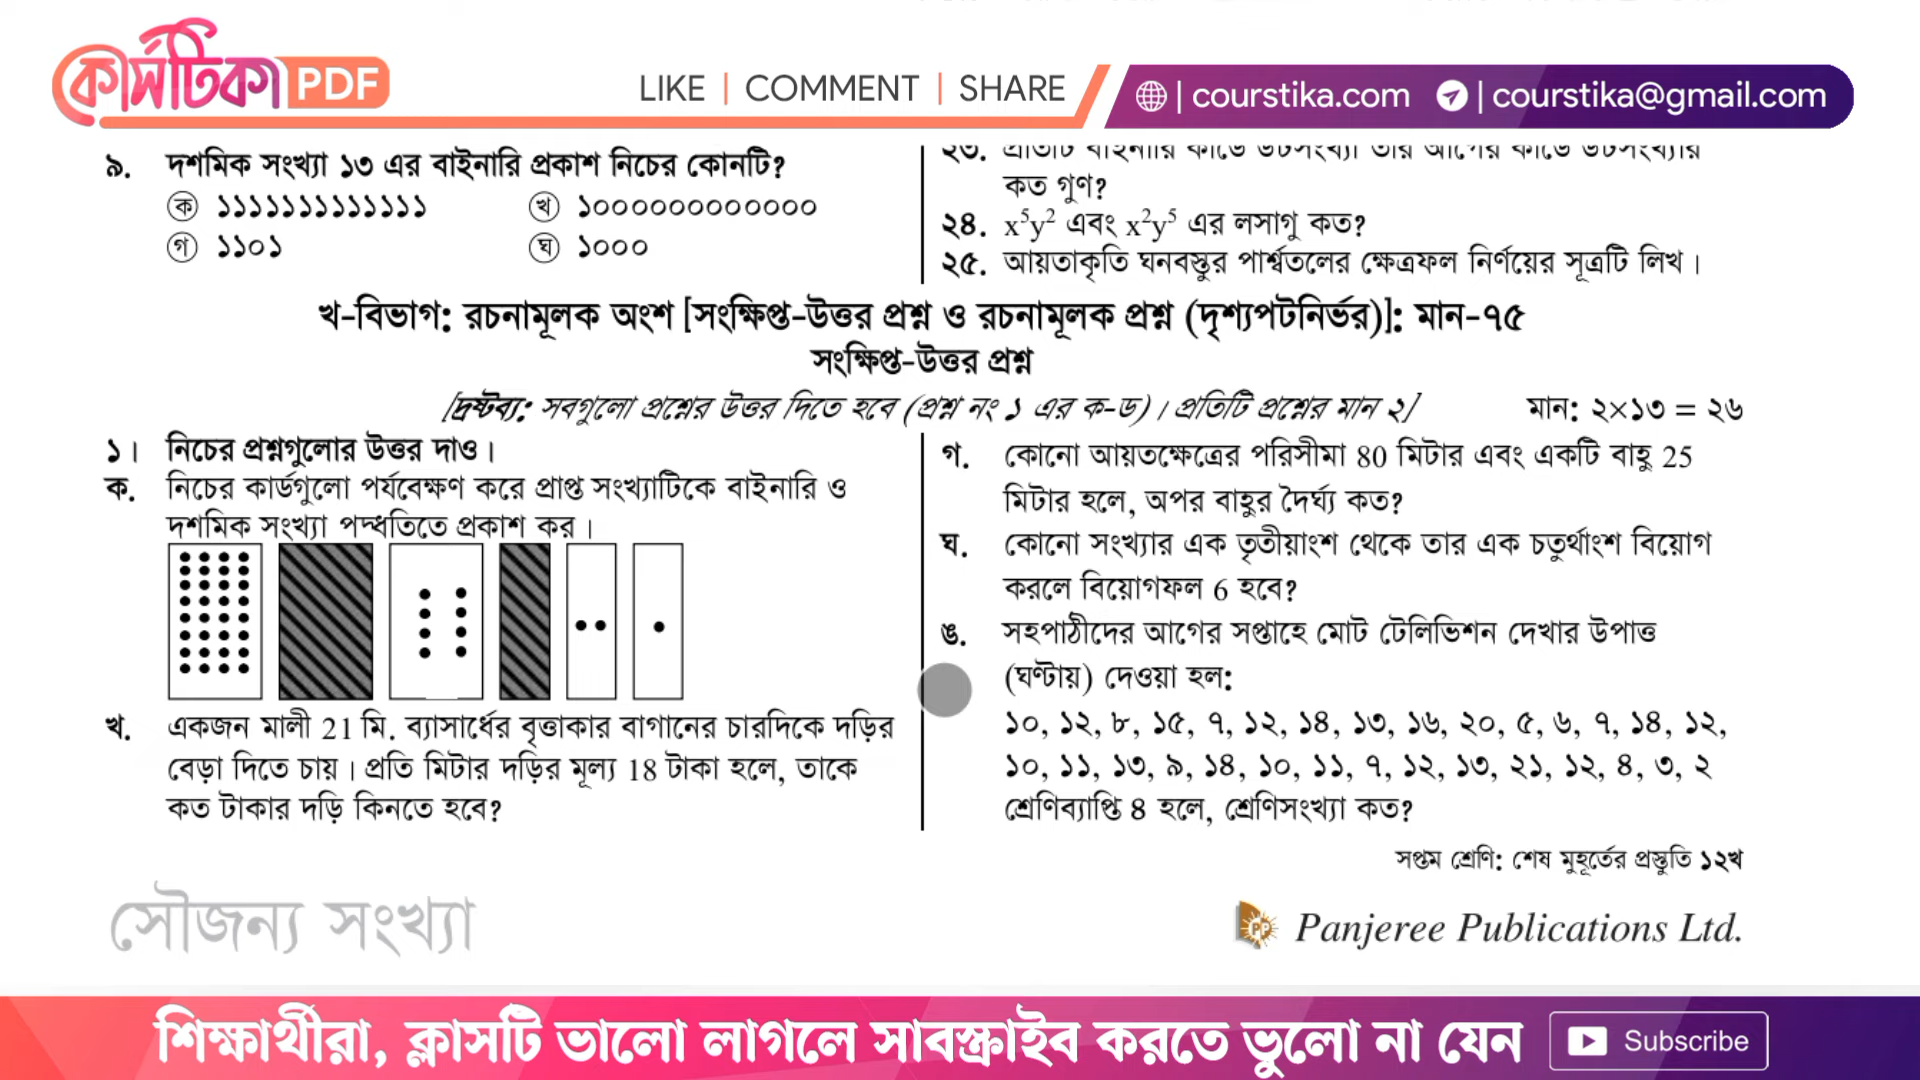 কোর্সটিকা PDF
LIKE | COMMENT | SHARE
| courstika.com | courstika@gmail.com
৯. দশমিক সংখ্যা ১৩ এর বাইনারি প্রকাশ নিচের কোনটি?
ক ১১১১১১১১১১১১১ খ ১০০০০০০০০০০০০
গ ১১০১ ঘ ১০০০
২৩. প্রতিটি বাইনারি কার্ডে ডটসংখ্যা তার আগের কার্ডে ডটসংখ্যার
কত গুণ?
২৪. x⁵y² এবং x²y⁵ এর লসাগু কত?
২৫. আয়তাকৃতি ঘনবস্তুর পার্শ্বতলের ক্ষেত্রফল নির্ণয়ের সূত্রটি লিখ।
খ-বিভাগ: রচনামূলক অংশ [সংক্ষিপ্ত-উত্তর প্রশ্ন ও রচনামূলক প্রশ্ন (দৃশ্যপটনির্ভর)]: মান-৭৫
সংক্ষিপ্ত-উত্তর প্রশ্ন
[দ্রষ্টব্য: সবগুলো প্রশ্নের উত্তর দিতে হবে (প্রশ্ন নং ১ এর ক-ড)। প্রতিটি প্রশ্নের মান ২] মান: ২×১৩ = ২৬
১। নিচের প্রশ্নগুলোর উত্তর দাও।
ক. নিচের কার্ডগুলো পর্যবেক্ষণ করে প্রাপ্ত সংখ্যাটিকে বাইনারি ও
দশমিক সংখ্যা পদ্ধতিতে প্রকাশ কর।
খ. একজন মালী 21 মি. ব্যাসার্ধের বৃত্তাকার বাগানের চারদিকে দড়ির
বেড়া দিতে চায়। প্রতি মিটার দড়ির মূল্য 18 টাকা হলে, তাকে
কত টাকার দড়ি কিনতে হবে?
গ. কোনো আয়তক্ষেত্রের পরিসীমা 80 মিটার এবং একটি বাহু 25
মিটার হলে, অপর বাহুর দৈর্ঘ্য কত?
ঘ. কোনো সংখ্যার এক তৃতীয়াংশ থেকে তার এক চতুর্থাংশ বিয়োগ
করলে বিয়োগফল 6 হবে?
ঙ. সহপাঠীদের আগের সপ্তাহে মোট টেলিভিশন দেখার উপাত্ত
(ঘণ্টায়) দেওয়া হল:
১০, ১২, ৮, ১৫, ৭, ১২, ১৪, ১৩, ১৬, ২০, ৫, ৬, ৭, ১৪, ১২,
১০, ১১, ১৩, ৯, ১৪, ১০, ১১, ৭, ১২, ১৩, ২১, ১২, ৪, ৩, ২
শ্রেণিব্যাপ্তি ৪ হলে, শ্রেণিসংখ্যা কত?
সপ্তম শ্রেণি: শেষ মুহূর্তের প্রস্তুতি ১২খ
সৌজন্য সংখ্যা
PP Panjeree Publications Ltd.
শিক্ষার্থীরা, ক্লাসটি ভালো লাগলে সাবস্ক্রাইব করতে ভুলো না যেন
Subscribe